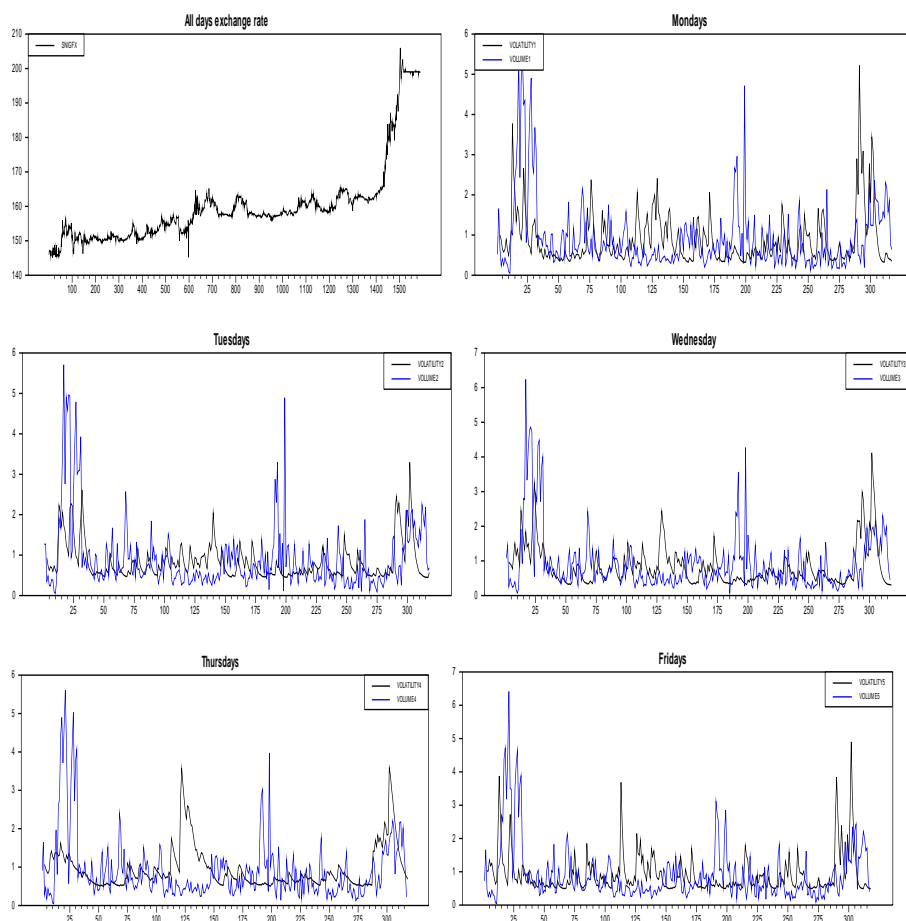 All days exchange rate
SNIGFX
210
200
190
180
170
160
150
140
100 200 300 400 500 600 700 800 900 1000 1100 1200 1300 1400 1500
Mondays
VOLATILITY1
VOLUME1
6
5
4
3
2
1
0
25 50 75 100 125 150 175 200 225 250 275 300
Tuesdays
VOLATILITY2
VOLUME2
6
5
4
3
2
1
0
25 50 75 100 125 150 175 200 225 250 275 300
Wednesday
VOLATILITY3
VOLUME3
7
6
5
4
3
2
1
0
25 50 75 100 125 150 175 200 225 250 275 300
Thursdays
VOLATILITY4
VOLUME4
6
5
4
3
2
1
0
25 50 75 100 125 150 175 200 225 250 275 300
Fridays
VOLATILITY5
VOLUME5
7
6
5
4
3
2
1
0
25 50 75 100 125 150 175 200 225 250 275 300